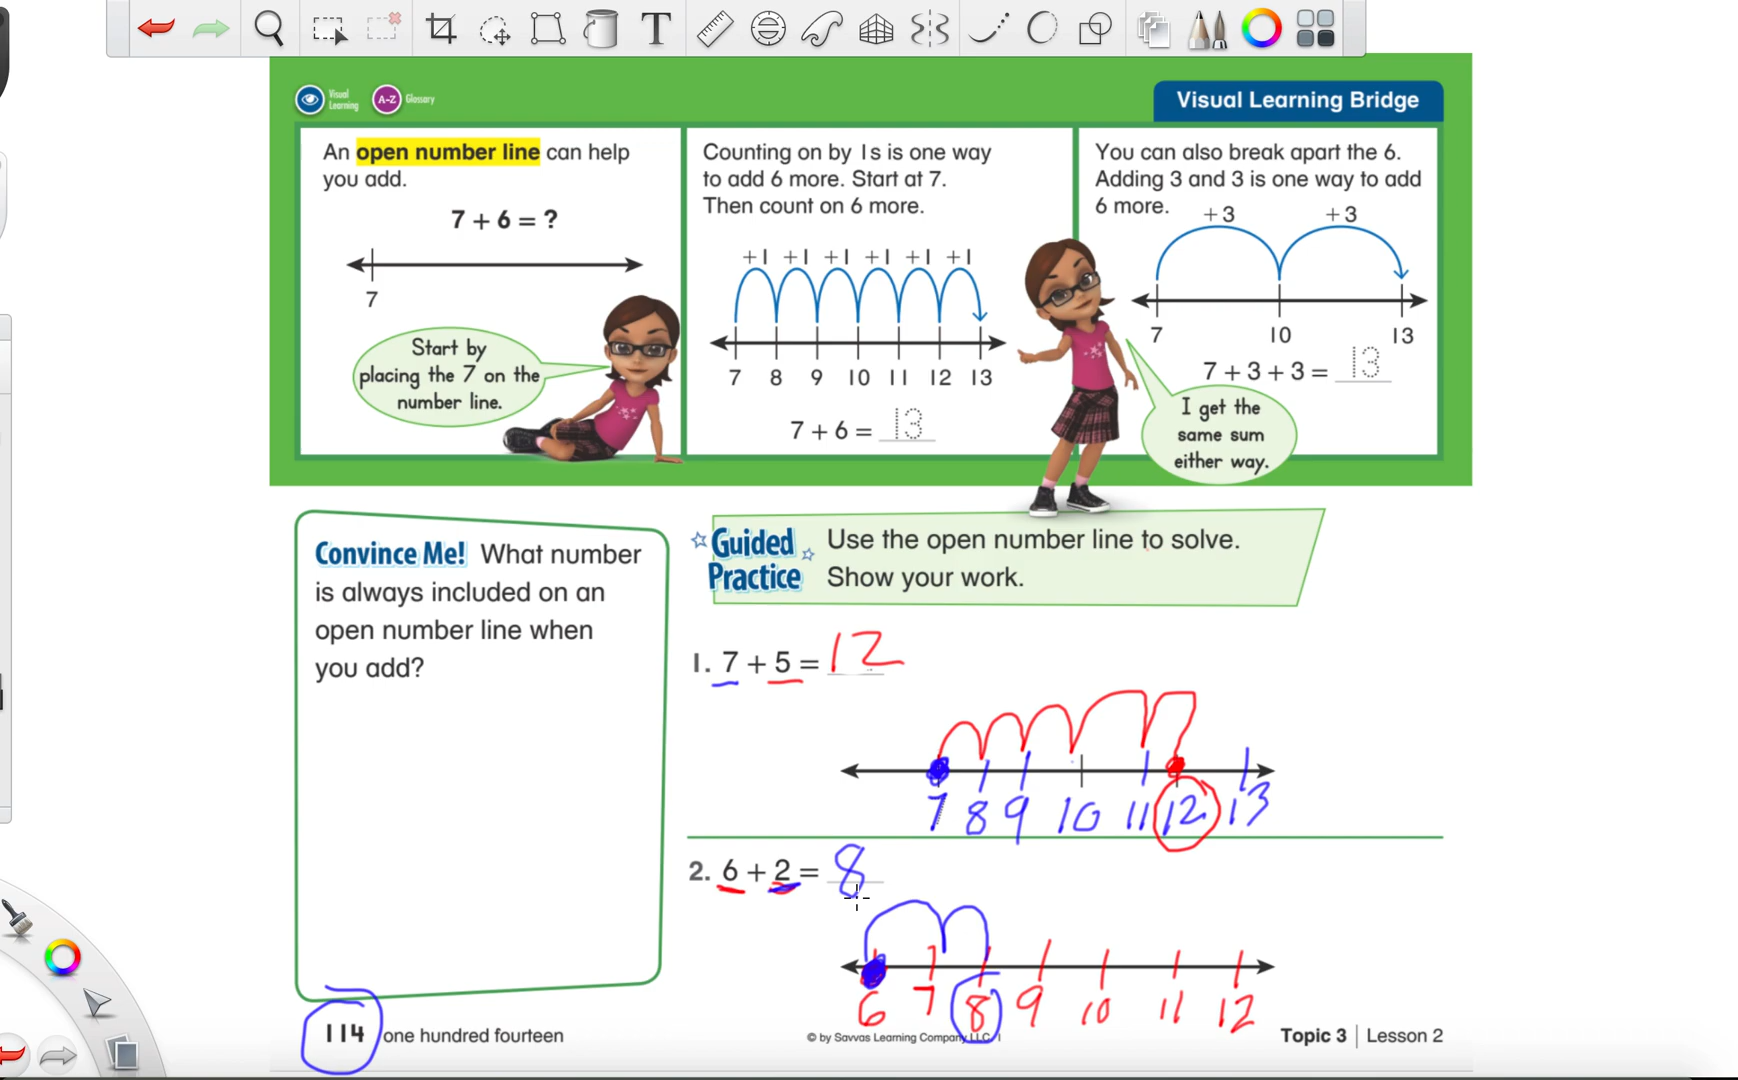 Visual
Learning
A-Z Glossary
Visual Learning Bridge
An open number line can help
you add.
7 + 6 = ?
7
Start by
placing the 7 on the
number line.
Counting on by 1s is one way
to add 6 more. Start at 7.
Then count on 6 more.
+1 +1 +1 +1 +1 +1
7 8 9 10 11 12 13
7 + 6 = 13
You can also break apart the 6.
Adding 3 and 3 is one way to add
6 more.
+3 +3
7 10 13
7 + 3 + 3 = 13
I get the
same sum
either way.
Convince Me! What number
is always included on an
open number line when
you add?
Guided
Practice
Use the open number line to solve.
Show your work.
1. 7 + 5 = 12
7 8 9 10 11 12 13
2. 6 + 2 = 8
6 7 8 9 10 11 12
114 one hundred fourteen
© by Savvas Learning Company LLC.
Topic 3 | Lesson 2